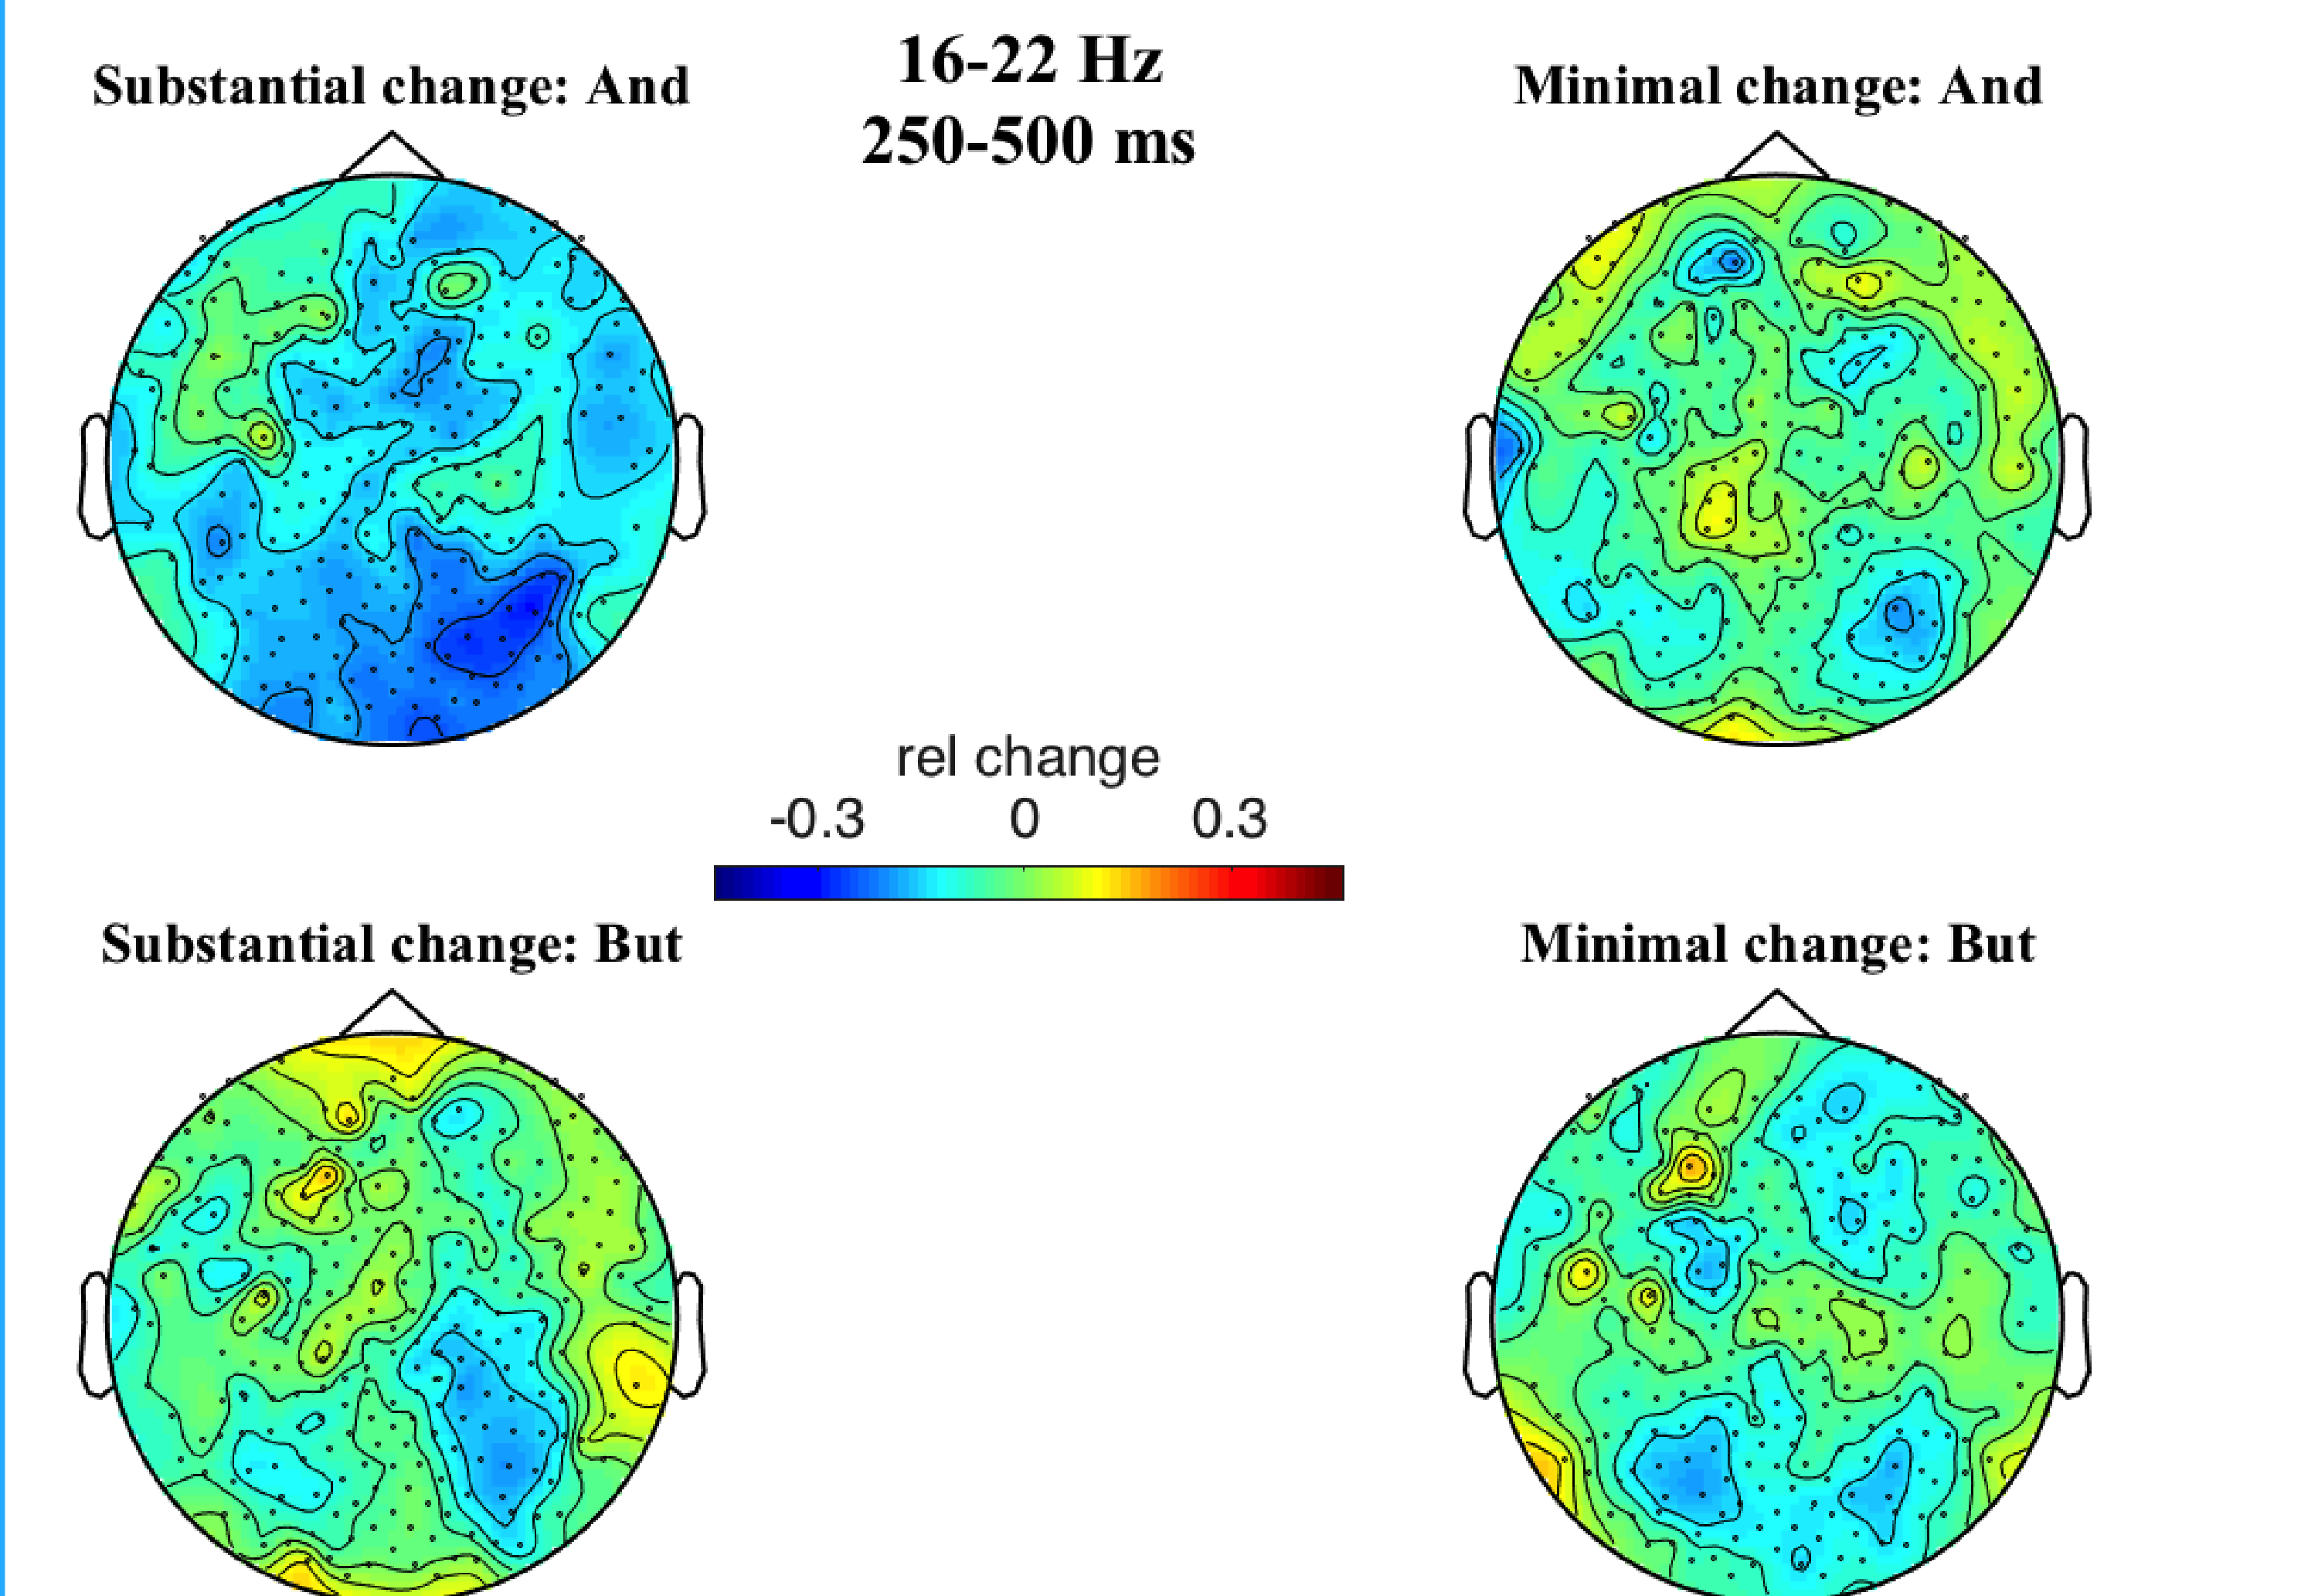 16-22 Hz
250-500 ms
Substantial change: And
Minimal change: And
rel change
-0.3 0 0.3
Substantial change: But
Minimal change: But